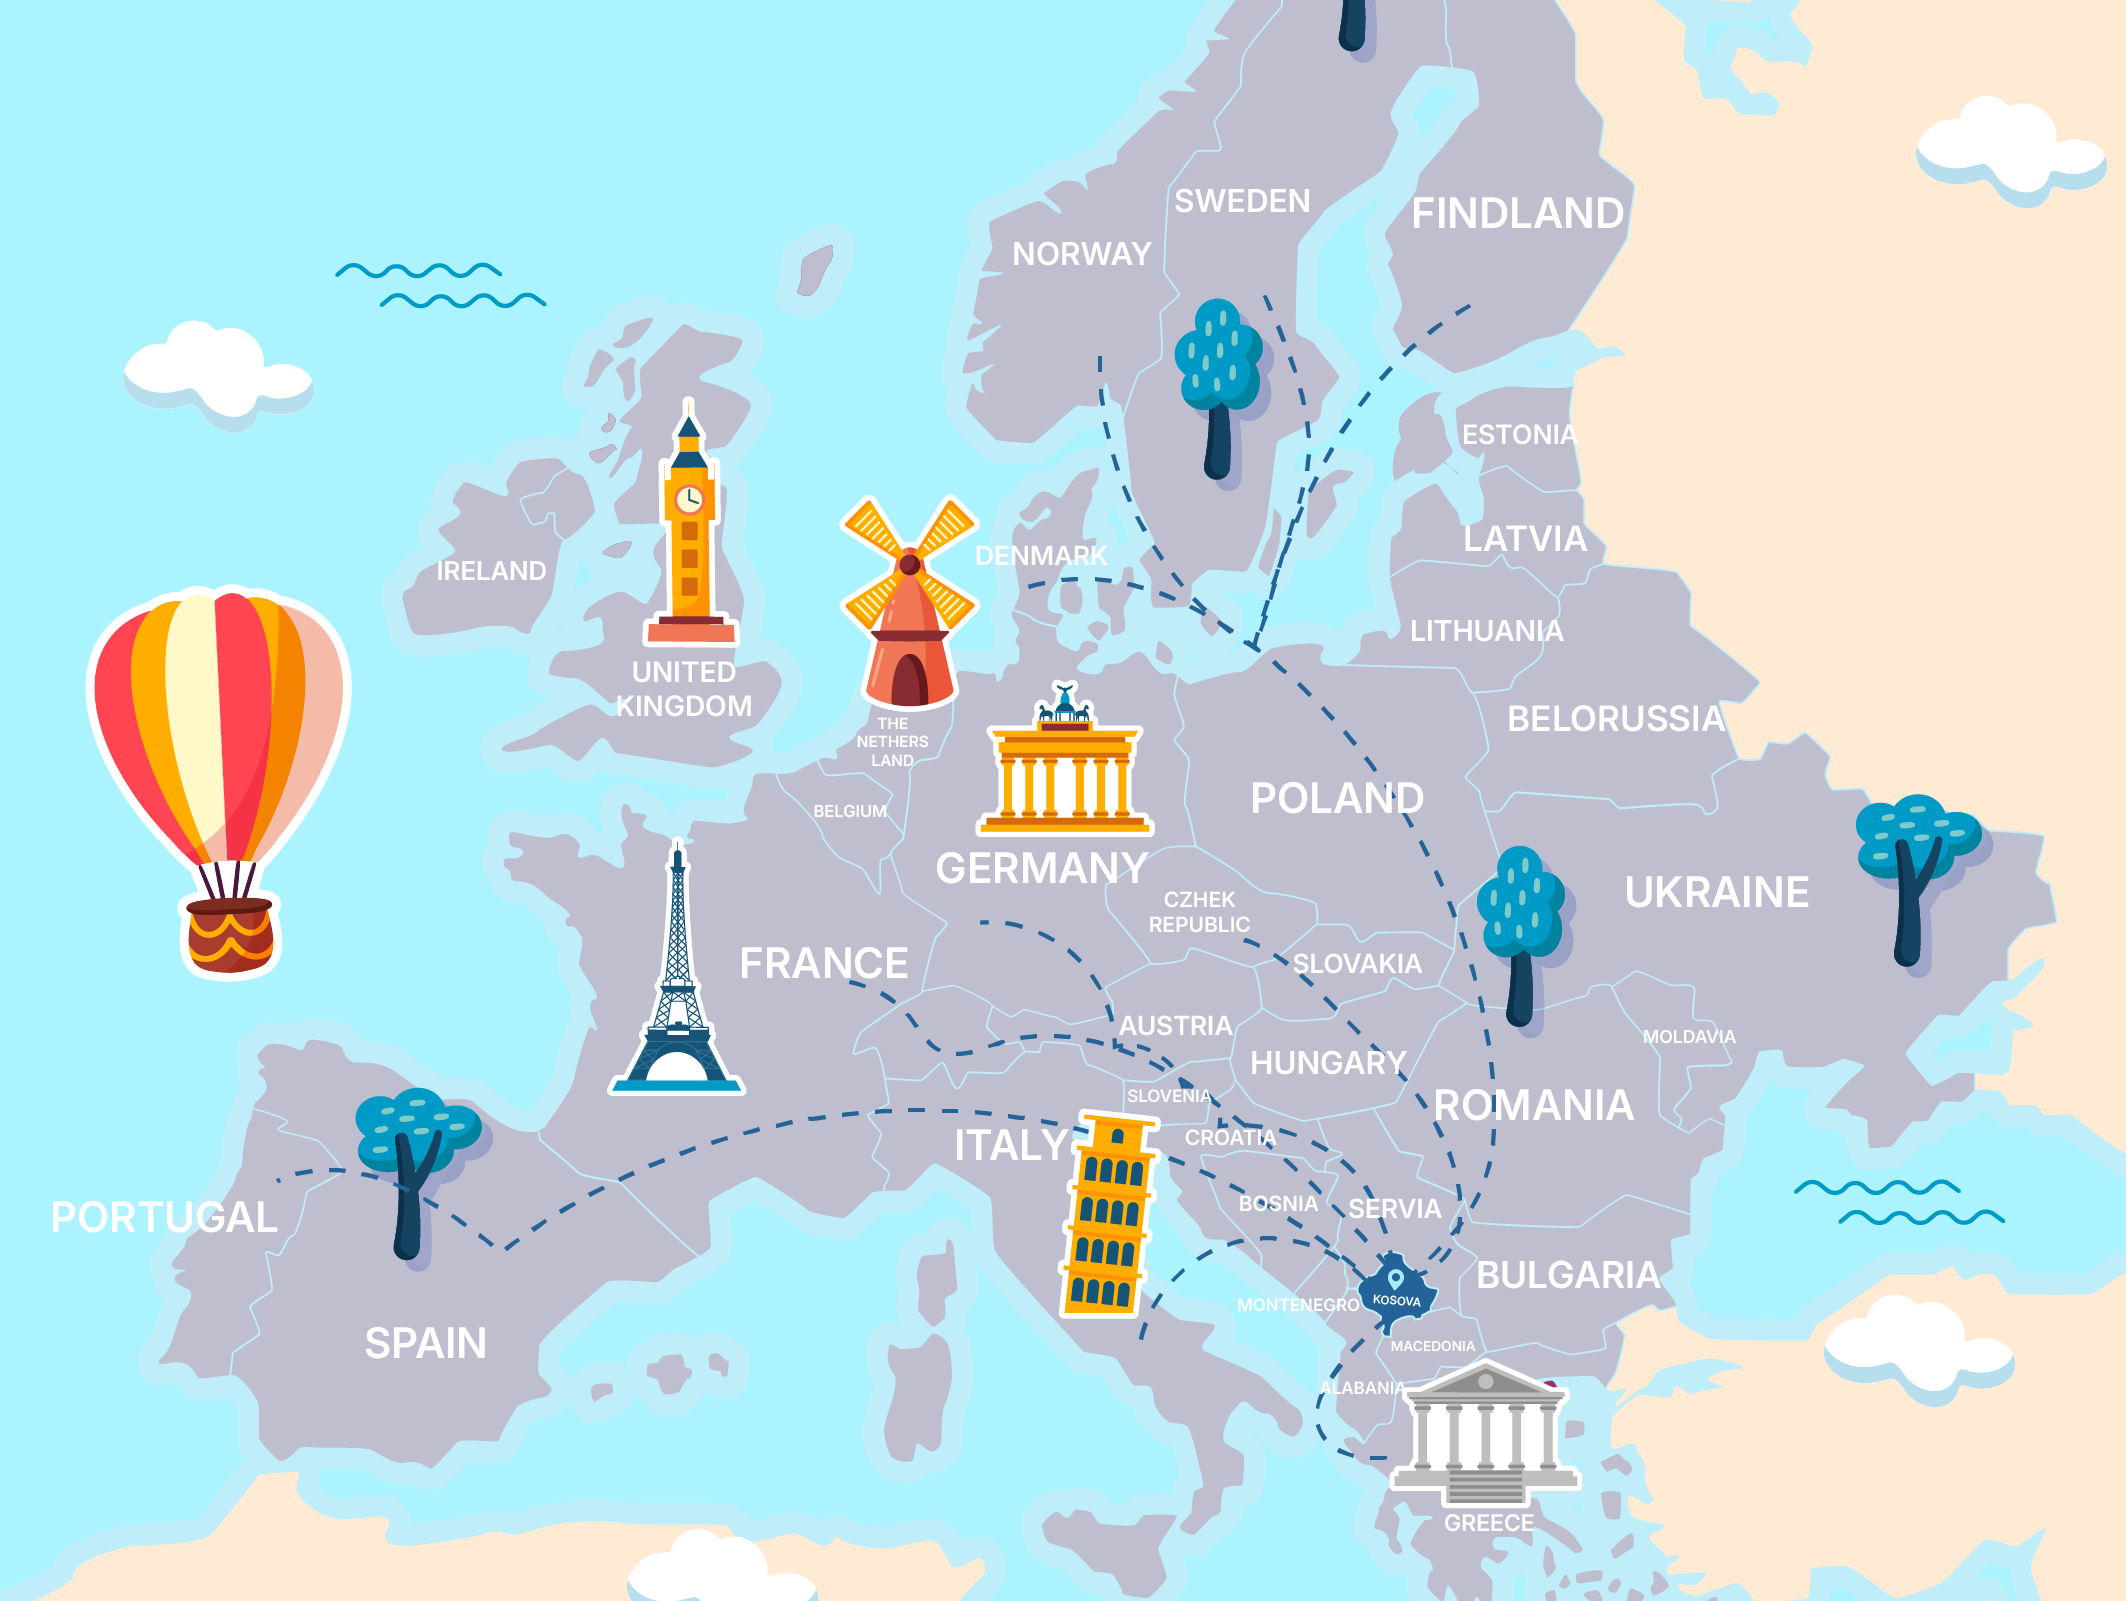 SWEDEN
FINDLAND
NORWAY
ESTONIA
LATVIA
DENMARK
IRELAND
LITHUANIA
UNITED
KINGDOM
THE
NETHERS
LAND
BELORUSSIA
POLAND
BELGIUM
GERMANY
UKRAINE
CZHEK
REPUBLIC
FRANCE
SLOVAKIA
AUSTRIA
MOLDAVIA
HUNGARY
SLOVENIA
ROMANIA
CROATIA
ITALY
BOSNIA
SERVIA
PORTUGAL
BULGARIA
KOSOVA
MONTENEGRO
SPAIN
MACEDONIA
ALABANIA
GREECE